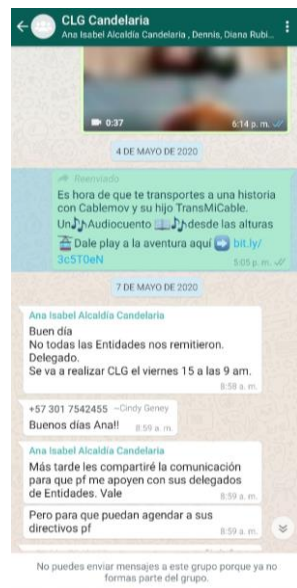 CLG Candelaria
Ana Isabel Alcaldía Candelaria , Dennis, Diana Rubi...
0:37
6:14 p. m.
4 DE MAYO DE 2020
Reenviado
Es hora de que te transportes a una historia
con Cablemov y su hijo TransMiCable.
Un🎶Audiocuento 📖🎶desde las alturas
🚠 Dale play a la aventura aquí ➡️ bit.ly/
3c5T0eN
5:05 p. m.
7 DE MAYO DE 2020
Ana Isabel Alcaldía Candelaria
Buen día
No todas las Entidades nos remitieron.
Delegado.
Se va a realizar CLG el viernes 15 a las 9 am.
8:58 a. m.
+57 301 7542455 ~Cindy Geney
Buenos días Ana!!
8:59 a. m.
Ana Isabel Alcaldía Candelaria
Más tarde les compartiré la comunicación
para que pf me apoyen con sus delegados
de Entidades. Vale
8:59 a. m.
Pero para que puedan agendar a sus
directivos pf
8:59 a. m.
No puedes enviar mensajes a este grupo porque ya no
formas parte del grupo.